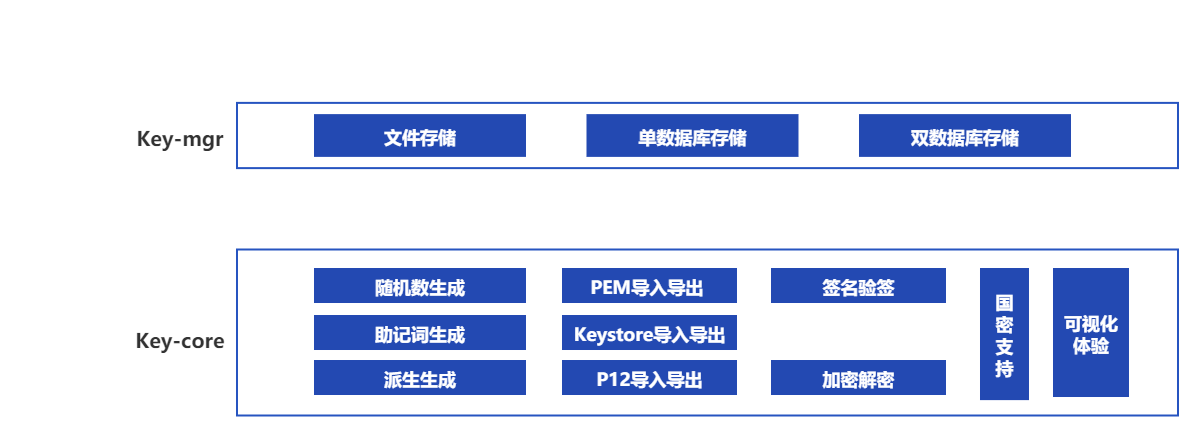 Key-mgr
文件存储
单数据库存储
双数据库存储
Key-core
随机数生成
PEM导入导出
签名验签
助记词生成
Keystore导入导出
派生生成
P12导入导出
加密解密
国
密
支
持
可视化
体验